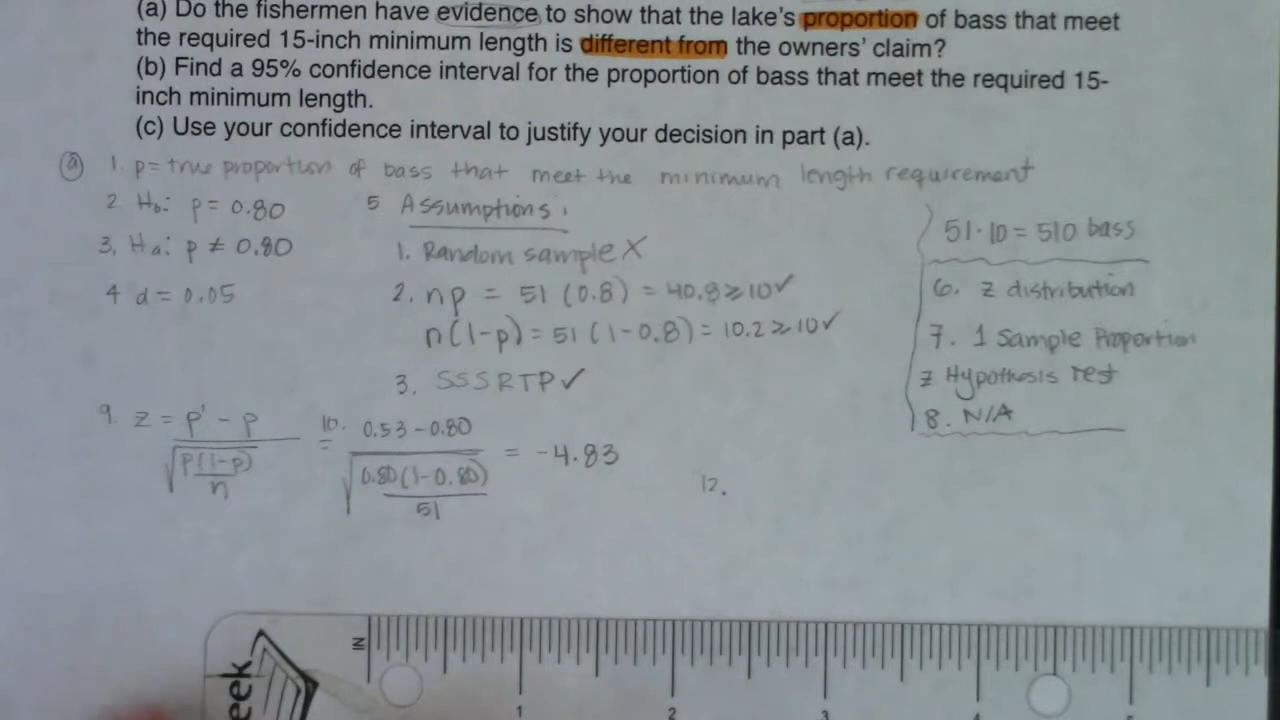 (a) Do the fishermen have evidence to show that the lake's proportion of bass that meet
the required 15-inch minimum length is different from the owners' claim?
(b) Find a 95% confidence interval for the proportion of bass that meet the required 15-
inch minimum length.
(c) Use your confidence interval to justify your decision in part (a).
(a) 1. p = true proportion of bass that meet the minimum length requirement
2 H₀: p = 0.80
3. Ha: p ≠ 0.80
4 α = 0.05
5 Assumptions:
1. Random sample X
2. np = 51 (0.8) = 40.8 ≥ 10 ✓
n(1-p) = 51 (1-0.8) = 10.2 ≥ 10 ✓
3. SSSRTP ✓
51·10 = 510 bass
6. z distribution
7. 1 Sample Proportion
z Hypothesis Test
8. N/A
9. z = p' - p
√ p(1-p)
n
=
10. 0.53 - 0.80
√ 0.80 (1-0.80)
51
= -4.83
12.
eek
IN
1 2 3 4